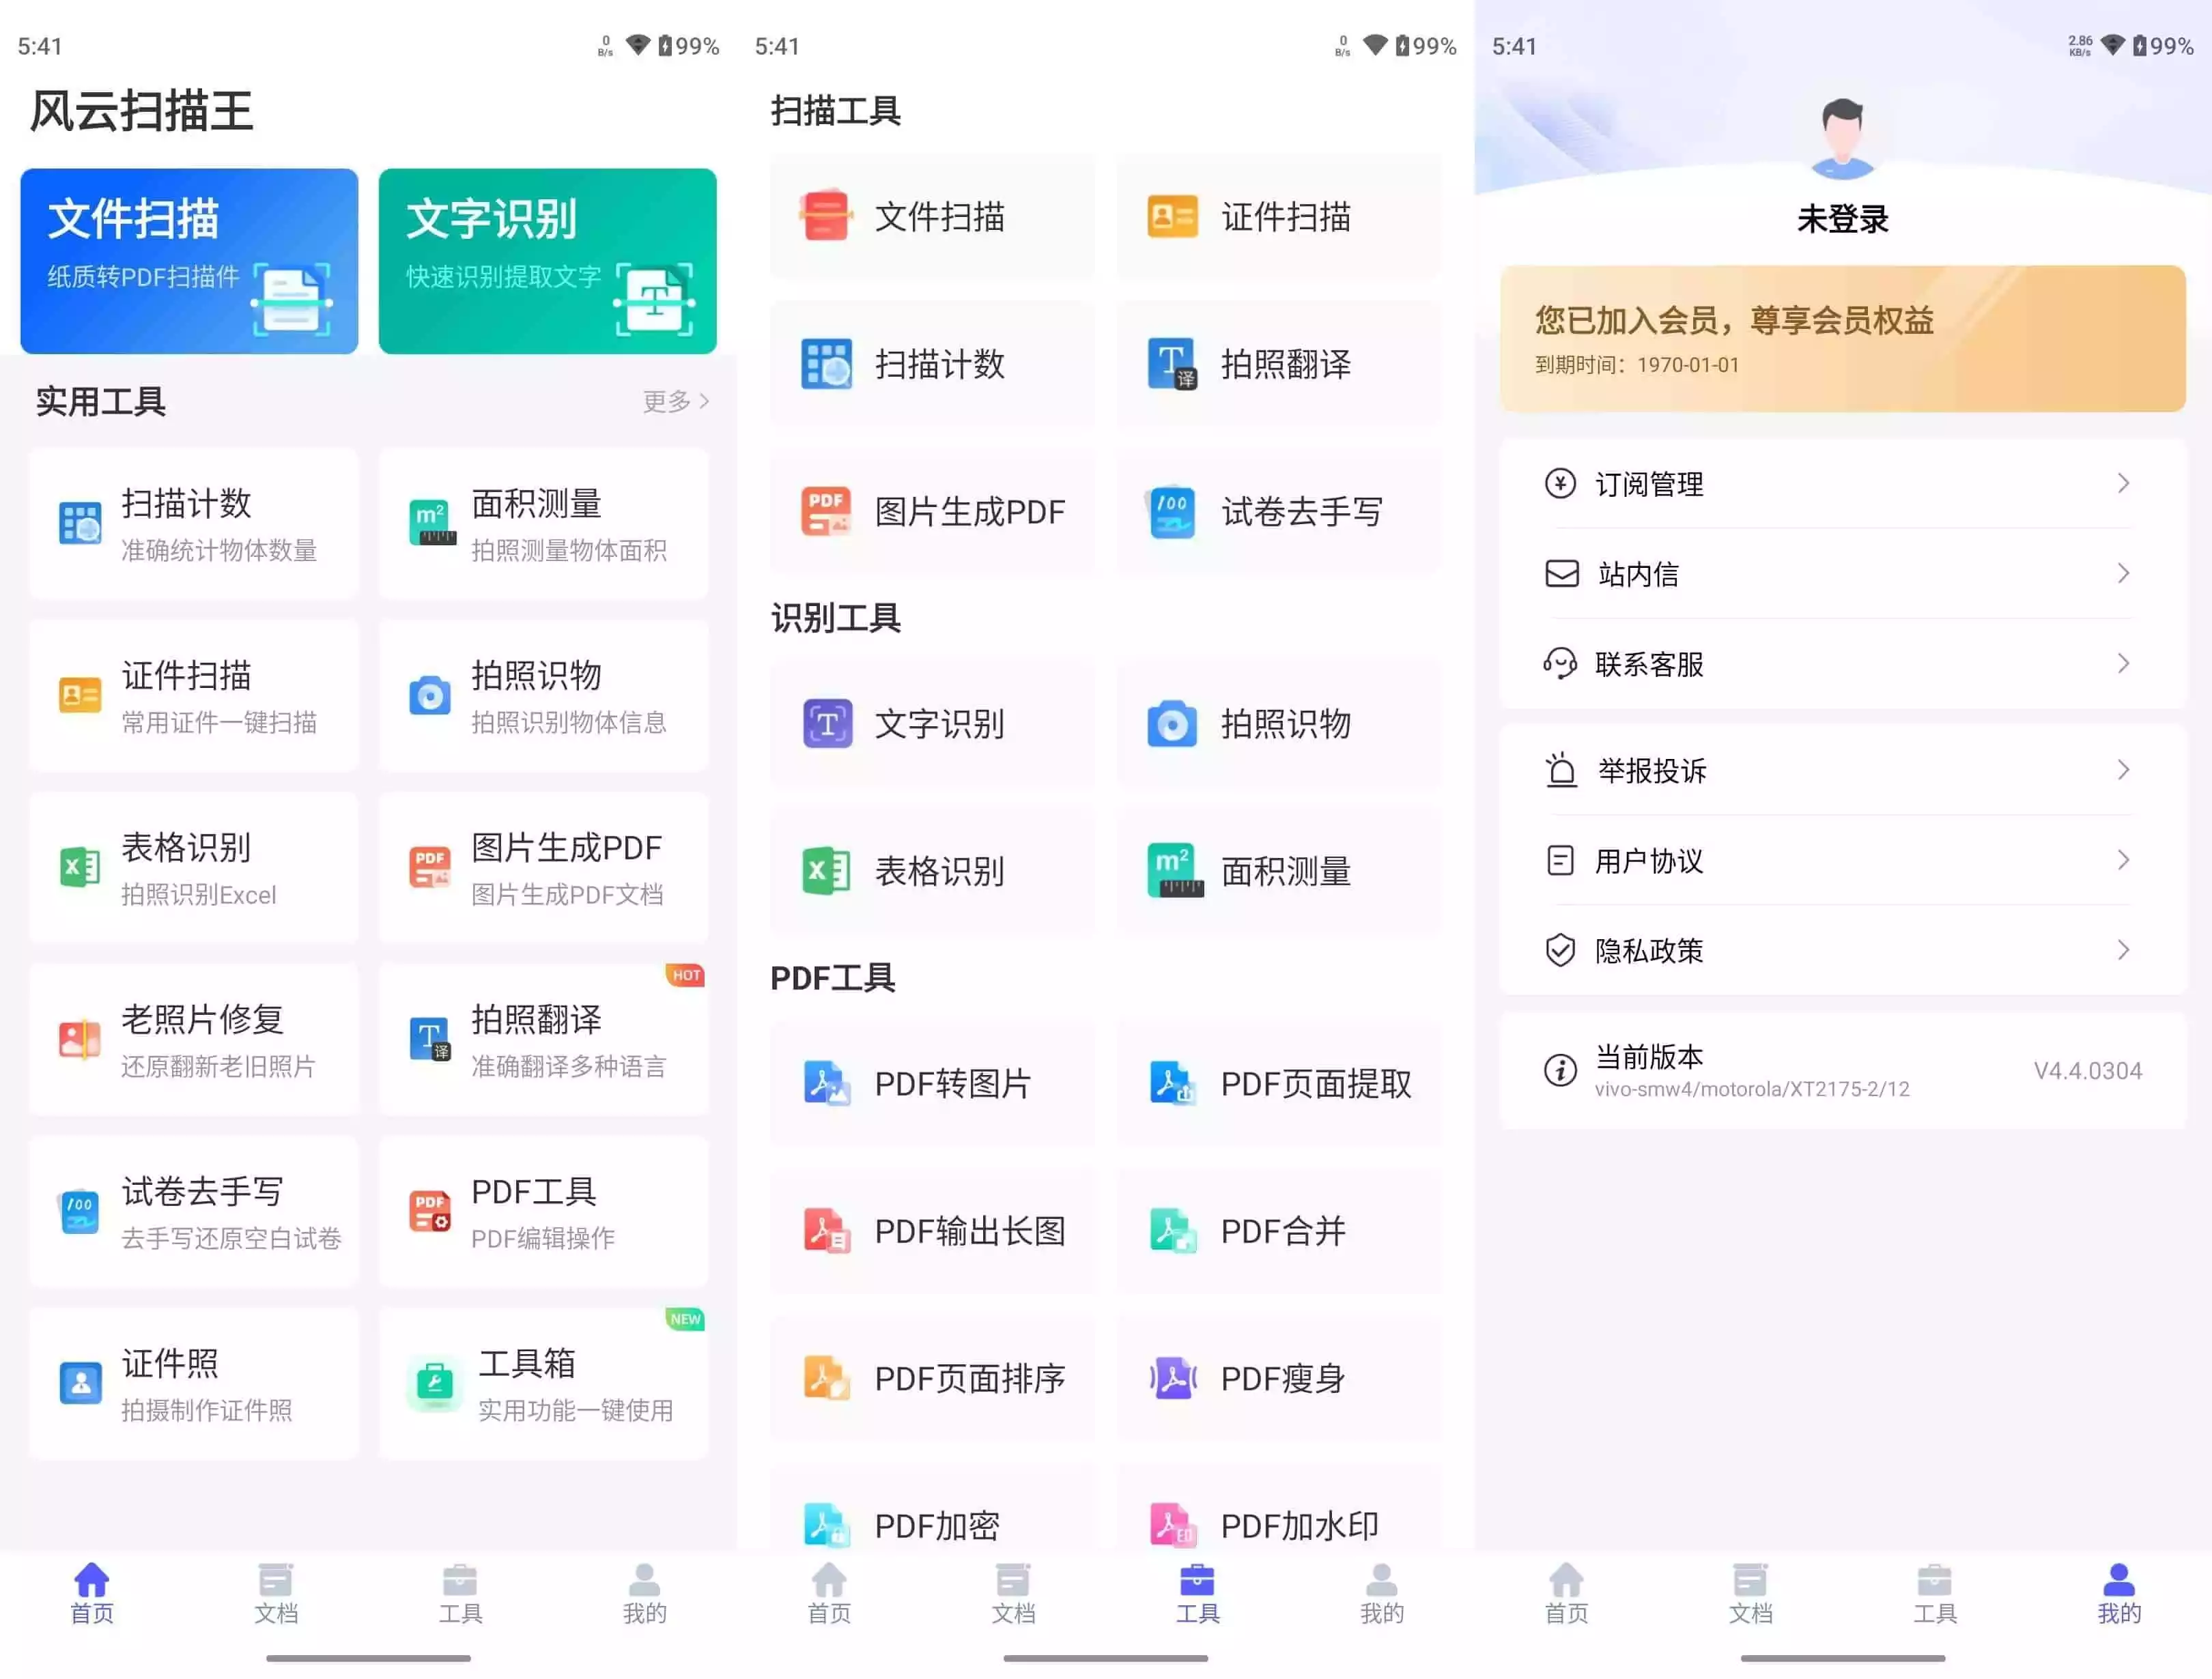 5:41
0
B/s
99%
风云扫描王
文件扫描
纸质转PDF扫描件
文字识别
快速识别提取文字
T
实用工具
更多
扫描计数
准确统计物体数量
m²
面积测量
拍照测量物体面积
证件扫描
常用证件一键扫描
拍照识物
拍照识别物体信息
X
表格识别
拍照识别Excel
PDF
图片生成PDF
图片生成PDF文档
老照片修复
还原翻新老旧照片
HOT
T
译
拍照翻译
准确翻译多种语言
100
试卷去手写
去手写还原空白试卷
PDF
PDF工具
PDF编辑操作
证件照
拍摄制作证件照
NEW
工具箱
实用功能一键使用
首页
文档
工具
我的
5:41
0
B/s
99%
扫描工具
文件扫描
证件扫描
扫描计数
T
译
拍照翻译
PDF
图片生成PDF
100
试卷去手写
识别工具
T
文字识别
拍照识物
X
表格识别
m²
面积测量
PDF工具
PDF转图片
PDF页面提取
PDF输出长图
PDF合并
PDF页面排序
PDF瘦身
PDF加密
PDF加水印
首页
文档
工具
我的
5:41
2.86
KB/s
99%
未登录
您已加入会员，尊享会员权益
到期时间：1970-01-01
¥
订阅管理
站内信
联系客服
举报投诉
用户协议
隐私政策
i
当前版本
vivo-smw4/motorola/XT2175-2/12
V4.4.0304
首页
文档
工具
我的